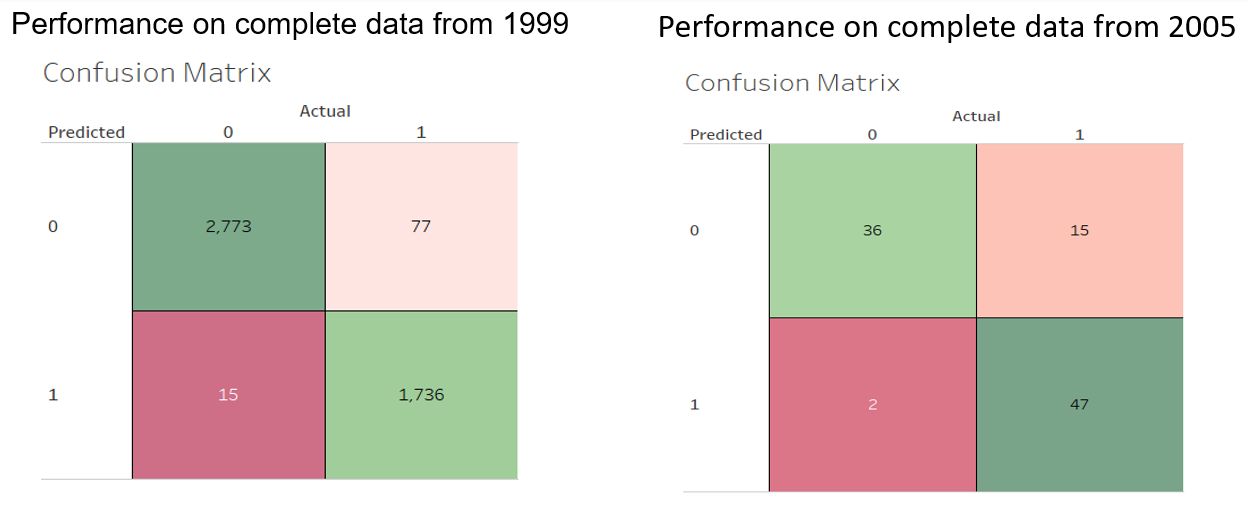 Performance on complete data from 1999
Confusion Matrix
Actual
Predicted 0 1
0 2,773 77
1 15 1,736
Performance on complete data from 2005
Confusion Matrix
Actual
Predicted 0 1
0 36 15
1 2 47